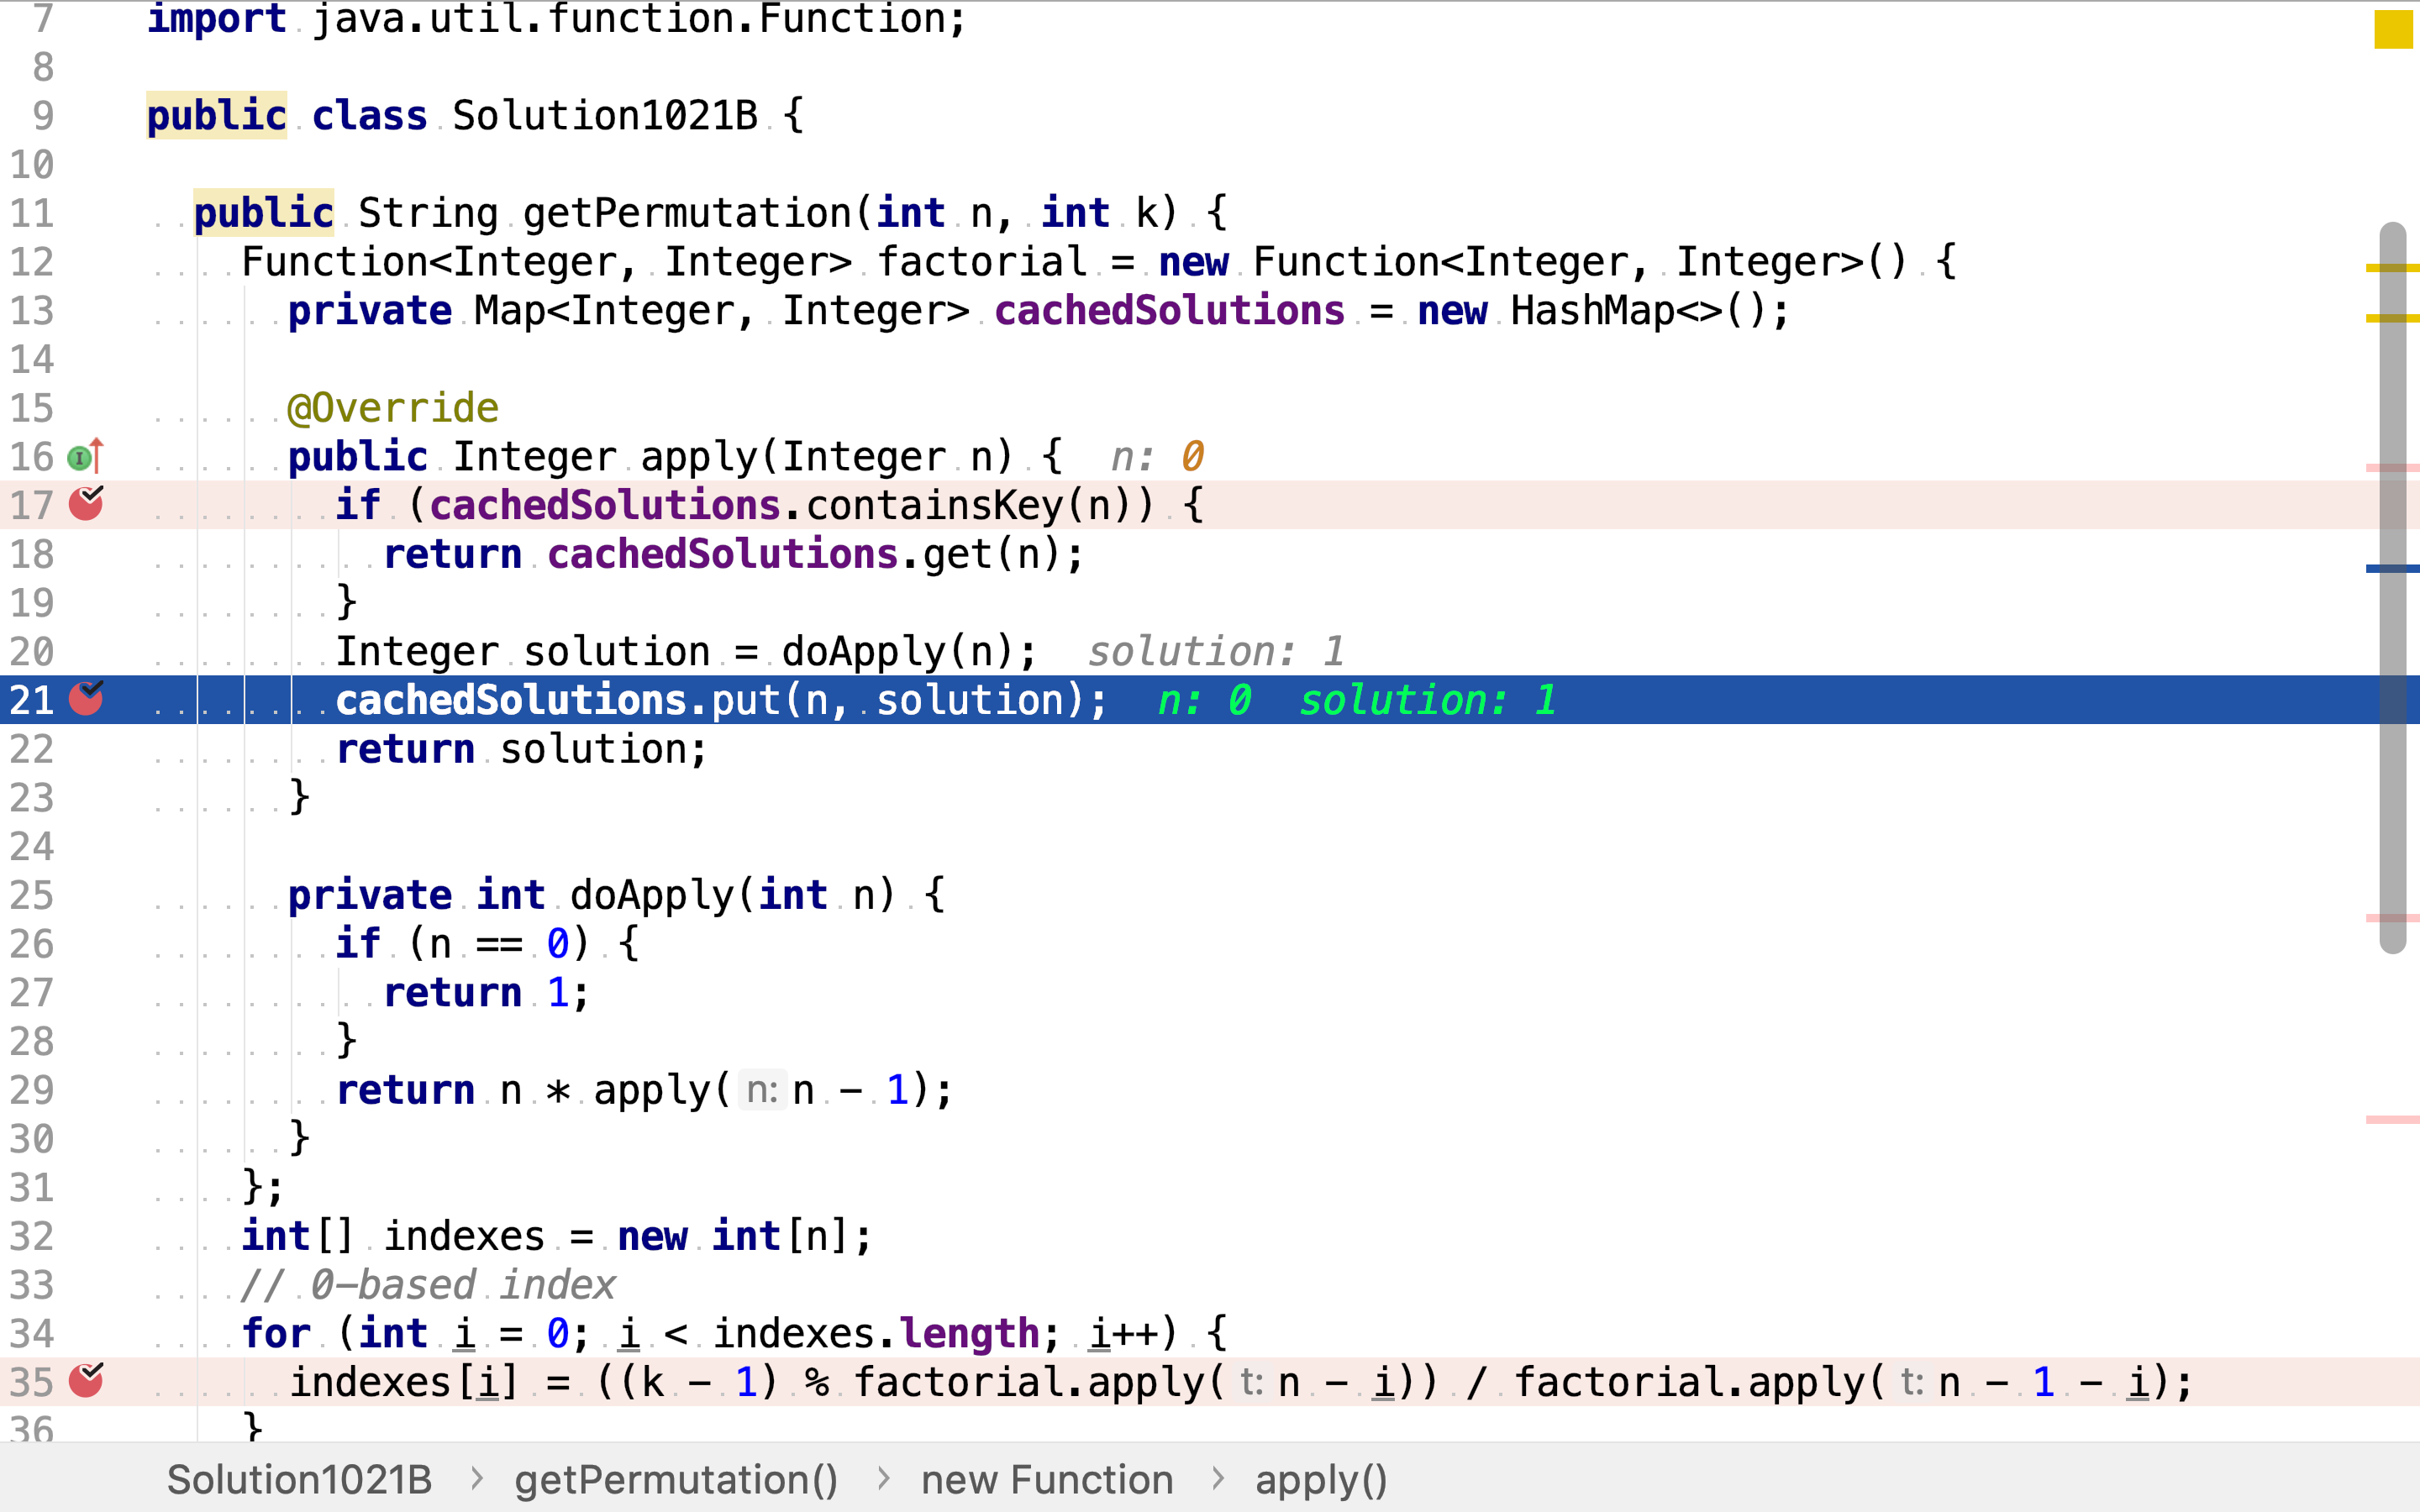 7 import java.util.function.Function;
8
9 public class Solution1021B {
10
11 public String getPermutation(int n, int k) {
12 Function<Integer, Integer> factorial = new Function<Integer, Integer>() {
13 private Map<Integer, Integer> cachedSolutions = new HashMap<>();
14
15 @Override
16 I public Integer apply(Integer n) { n: 0
17 if (cachedSolutions.containsKey(n)) {
18 return cachedSolutions.get(n);
19 }
20 Integer solution = doApply(n); solution: 1
21 cachedSolutions.put(n, solution); n: 0 solution: 1
22 return solution;
23 }
24
25 private int doApply(int n) {
26 if (n == 0) {
27 return 1;
28 }
29 return n * apply( n: n - 1);
30 }
31 };
32 int[] indexes = new int[n];
33 // 0-based index
34 for (int i = 0; i < indexes.length; i++) {
35 indexes[i] = ((k - 1) % factorial.apply( t: n - i)) / factorial.apply( t: n - 1 - i);
36 }
Solution1021B › getPermutation() › new Function › apply()